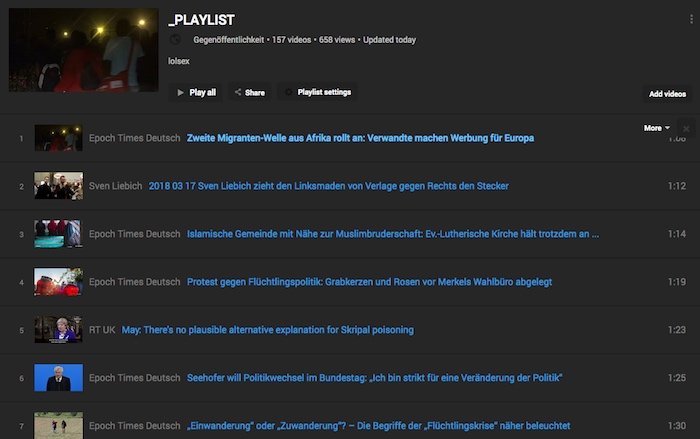 _PLAYLIST
Gegenöffentlichkeit • 157 videos • 658 views • Updated today
lolsex
Play all Share Playlist settings
Add videos
More
1 Epoch Times Deutsch Zweite Migranten-Welle aus Afrika rollt an: Verwandte machen Werbung für Europa
2 Sven Liebich 2018 03 17 Sven Liebich zieht den Linksmaden von Verlage gegen Rechts den Stecker 1:12
3 Epoch Times Deutsch Islamische Gemeinde mit Nähe zur Muslimbruderschaft: Ev.-Lutherische Kirche hält trotzdem an ... 1:14
4 Epoch Times Deutsch Protest gegen Flüchtlingspolitik: Grabkerzen und Rosen vor Merkels Wahlbüro abgelegt 1:19
5 RT UK May: There's no plausible alternative explanation for Skripal poisoning 1:23
6 Epoch Times Deutsch Seehofer will Politikwechsel im Bundestag: „Ich bin strikt für eine Veränderung der Politik“ 1:25
7 Epoch Times Deutsch „Einwanderung“ oder „Zuwanderung“? – Die Begriffe der „Flüchtlingskrise“ näher beleuchtet 1:30